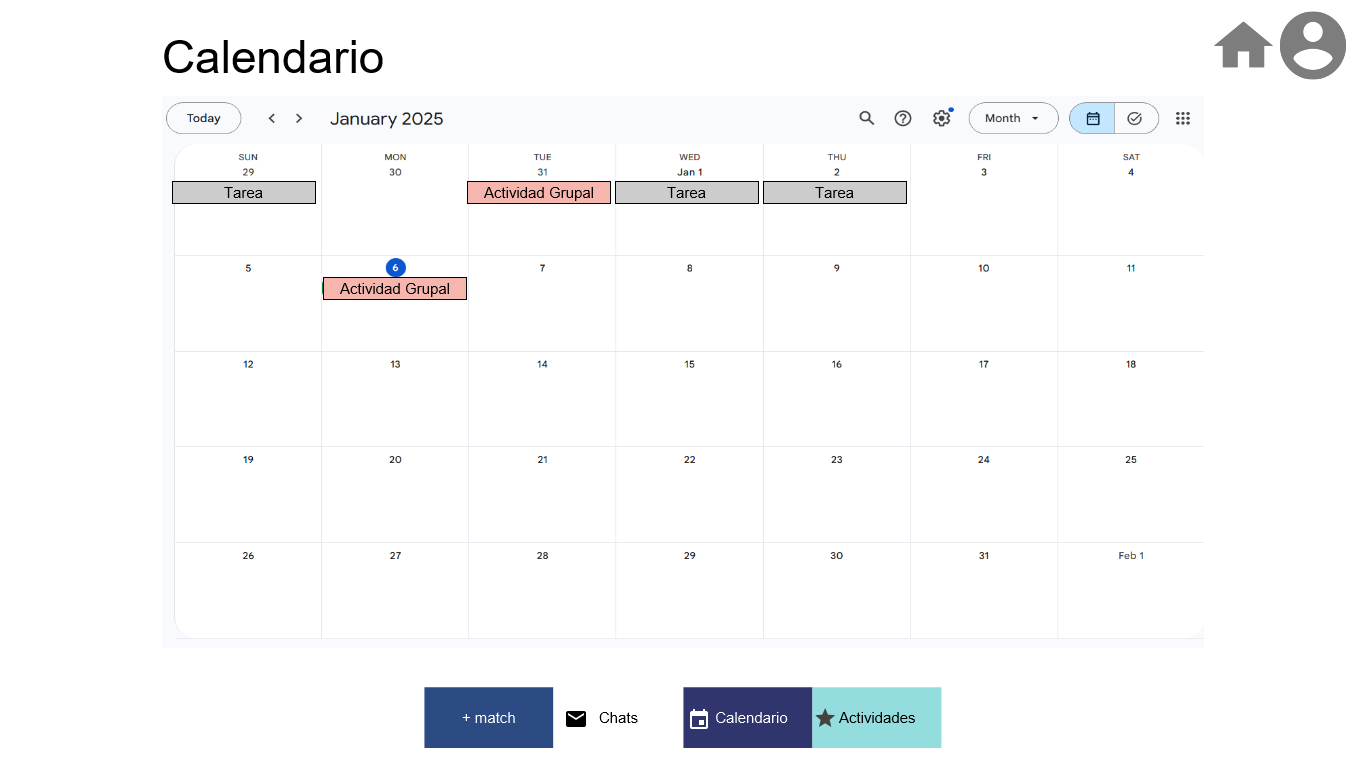 Calendario
Today January 2025 Month
SUN MON TUE WED THU FRI SAT
29 30 31 Jan 1 2 3 4
Tarea Actividad Grupal Tarea Tarea
5 6 7 8 9 10 11
Actividad Grupal
12 13 14 15 16 17 18
19 20 21 22 23 24 25
26 27 28 29 30 31 Feb 1
+ match Chats Calendario Actividades